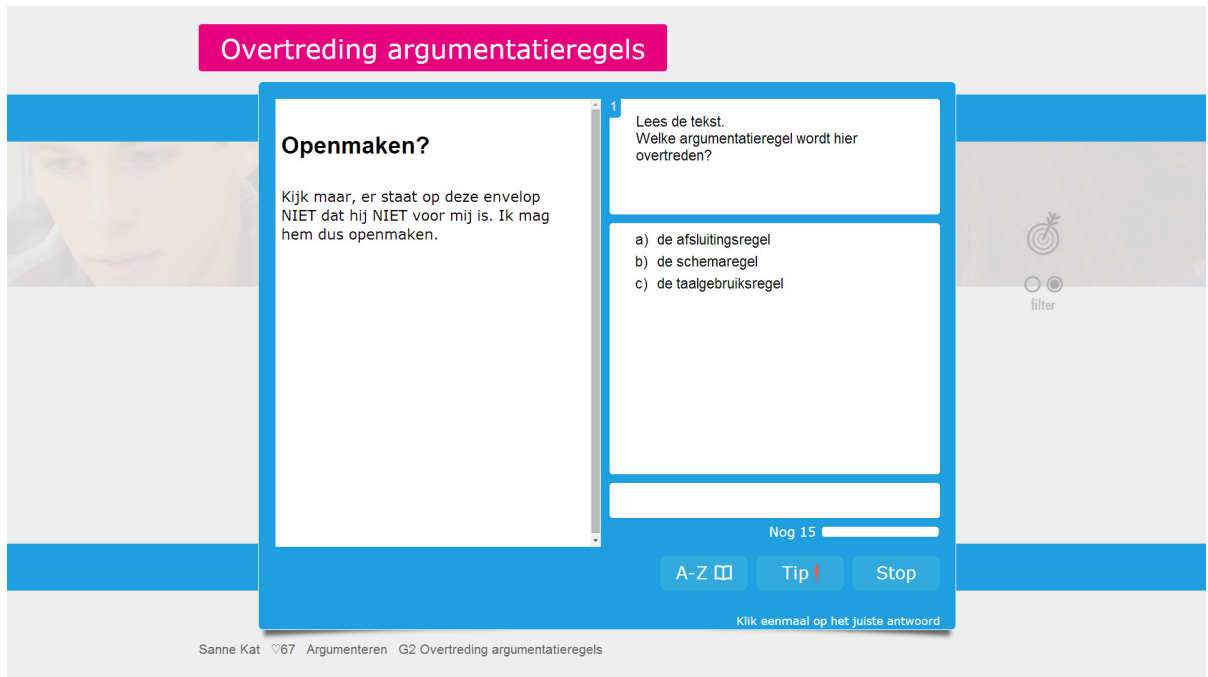 Overtreding argumentatieregels
Openmaken?
Kijk maar, er staat op deze envelop
NIET dat hij NIET voor mij is. Ik mag
hem dus openmaken.
1
Lees de tekst.
Welke argumentatieregel wordt hier
overtreden?
a) de afsluitingsregel
b) de schemaregel
c) de taalgebruiksregel
filter
Nog 15
A-Z
Tip !
Stop
Klik eenmaal op het juiste antwoord
Sanne Kat ♡67 Argumenteren G2 Overtreding argumentatieregels